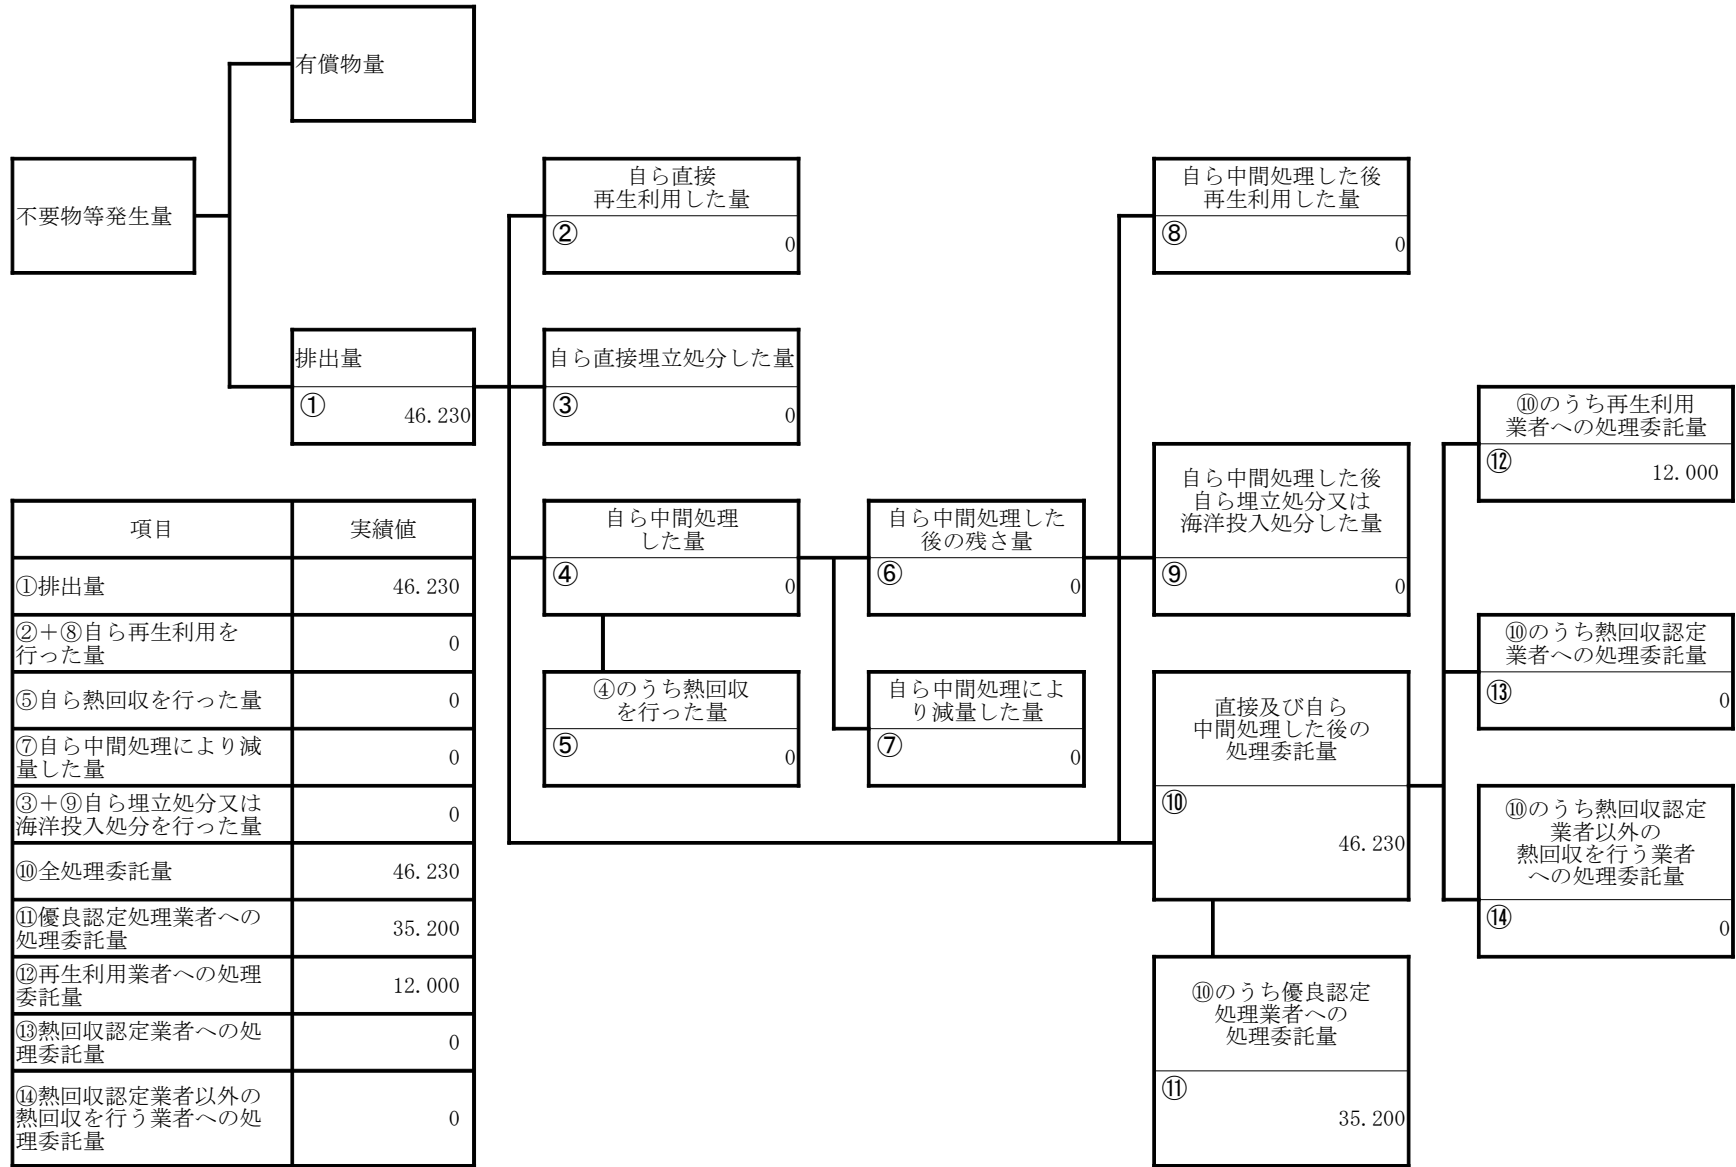 有償物量
不要物等発生量
排出量
①
46.230
自ら直接
再生利用した量
②
0
自ら直接埋立処分した量
③
0
自ら中間処理
した量
④
0
④のうち熱回収
を行った量
⑤
0
自ら中間処理した
後の残さ量
⑥
0
自ら中間処理によ
り減量した量
⑦
0
自ら中間処理した後
再生利用した量
⑧
0
自ら中間処理した後
自ら埋立処分又は
海洋投入処分した量
⑨
0
直接及び自ら
中間処理した後の
処理委託量
⑩
46.230
⑩のうち優良認定
処理業者への
処理委託量
⑪
35.200
⑩のうち再生利用
業者への処理委託量
⑫
12.000
⑩のうち熱回収認定
業者への処理委託量
⑬
0
⑩のうち熱回収認定
業者以外の
熱回収を行う業者
への処理委託量
⑭
0
項目 実績値
①排出量 46.230
②+⑧自ら再生利用を
行った量 0
⑤自ら熱回収を行った量 0
⑦自ら中間処理により減
量した量 0
③+⑨自ら埋立処分又は
海洋投入処分を行った量 0
⑩全処理委託量 46.230
⑪優良認定処理業者への
処理委託量 35.200
⑫再生利用業者への処理
委託量 12.000
⑬熱回収認定業者への処
理委託量 0
⑭熱回収認定業者以外の
熱回収を行う業者への処
理委託量 0